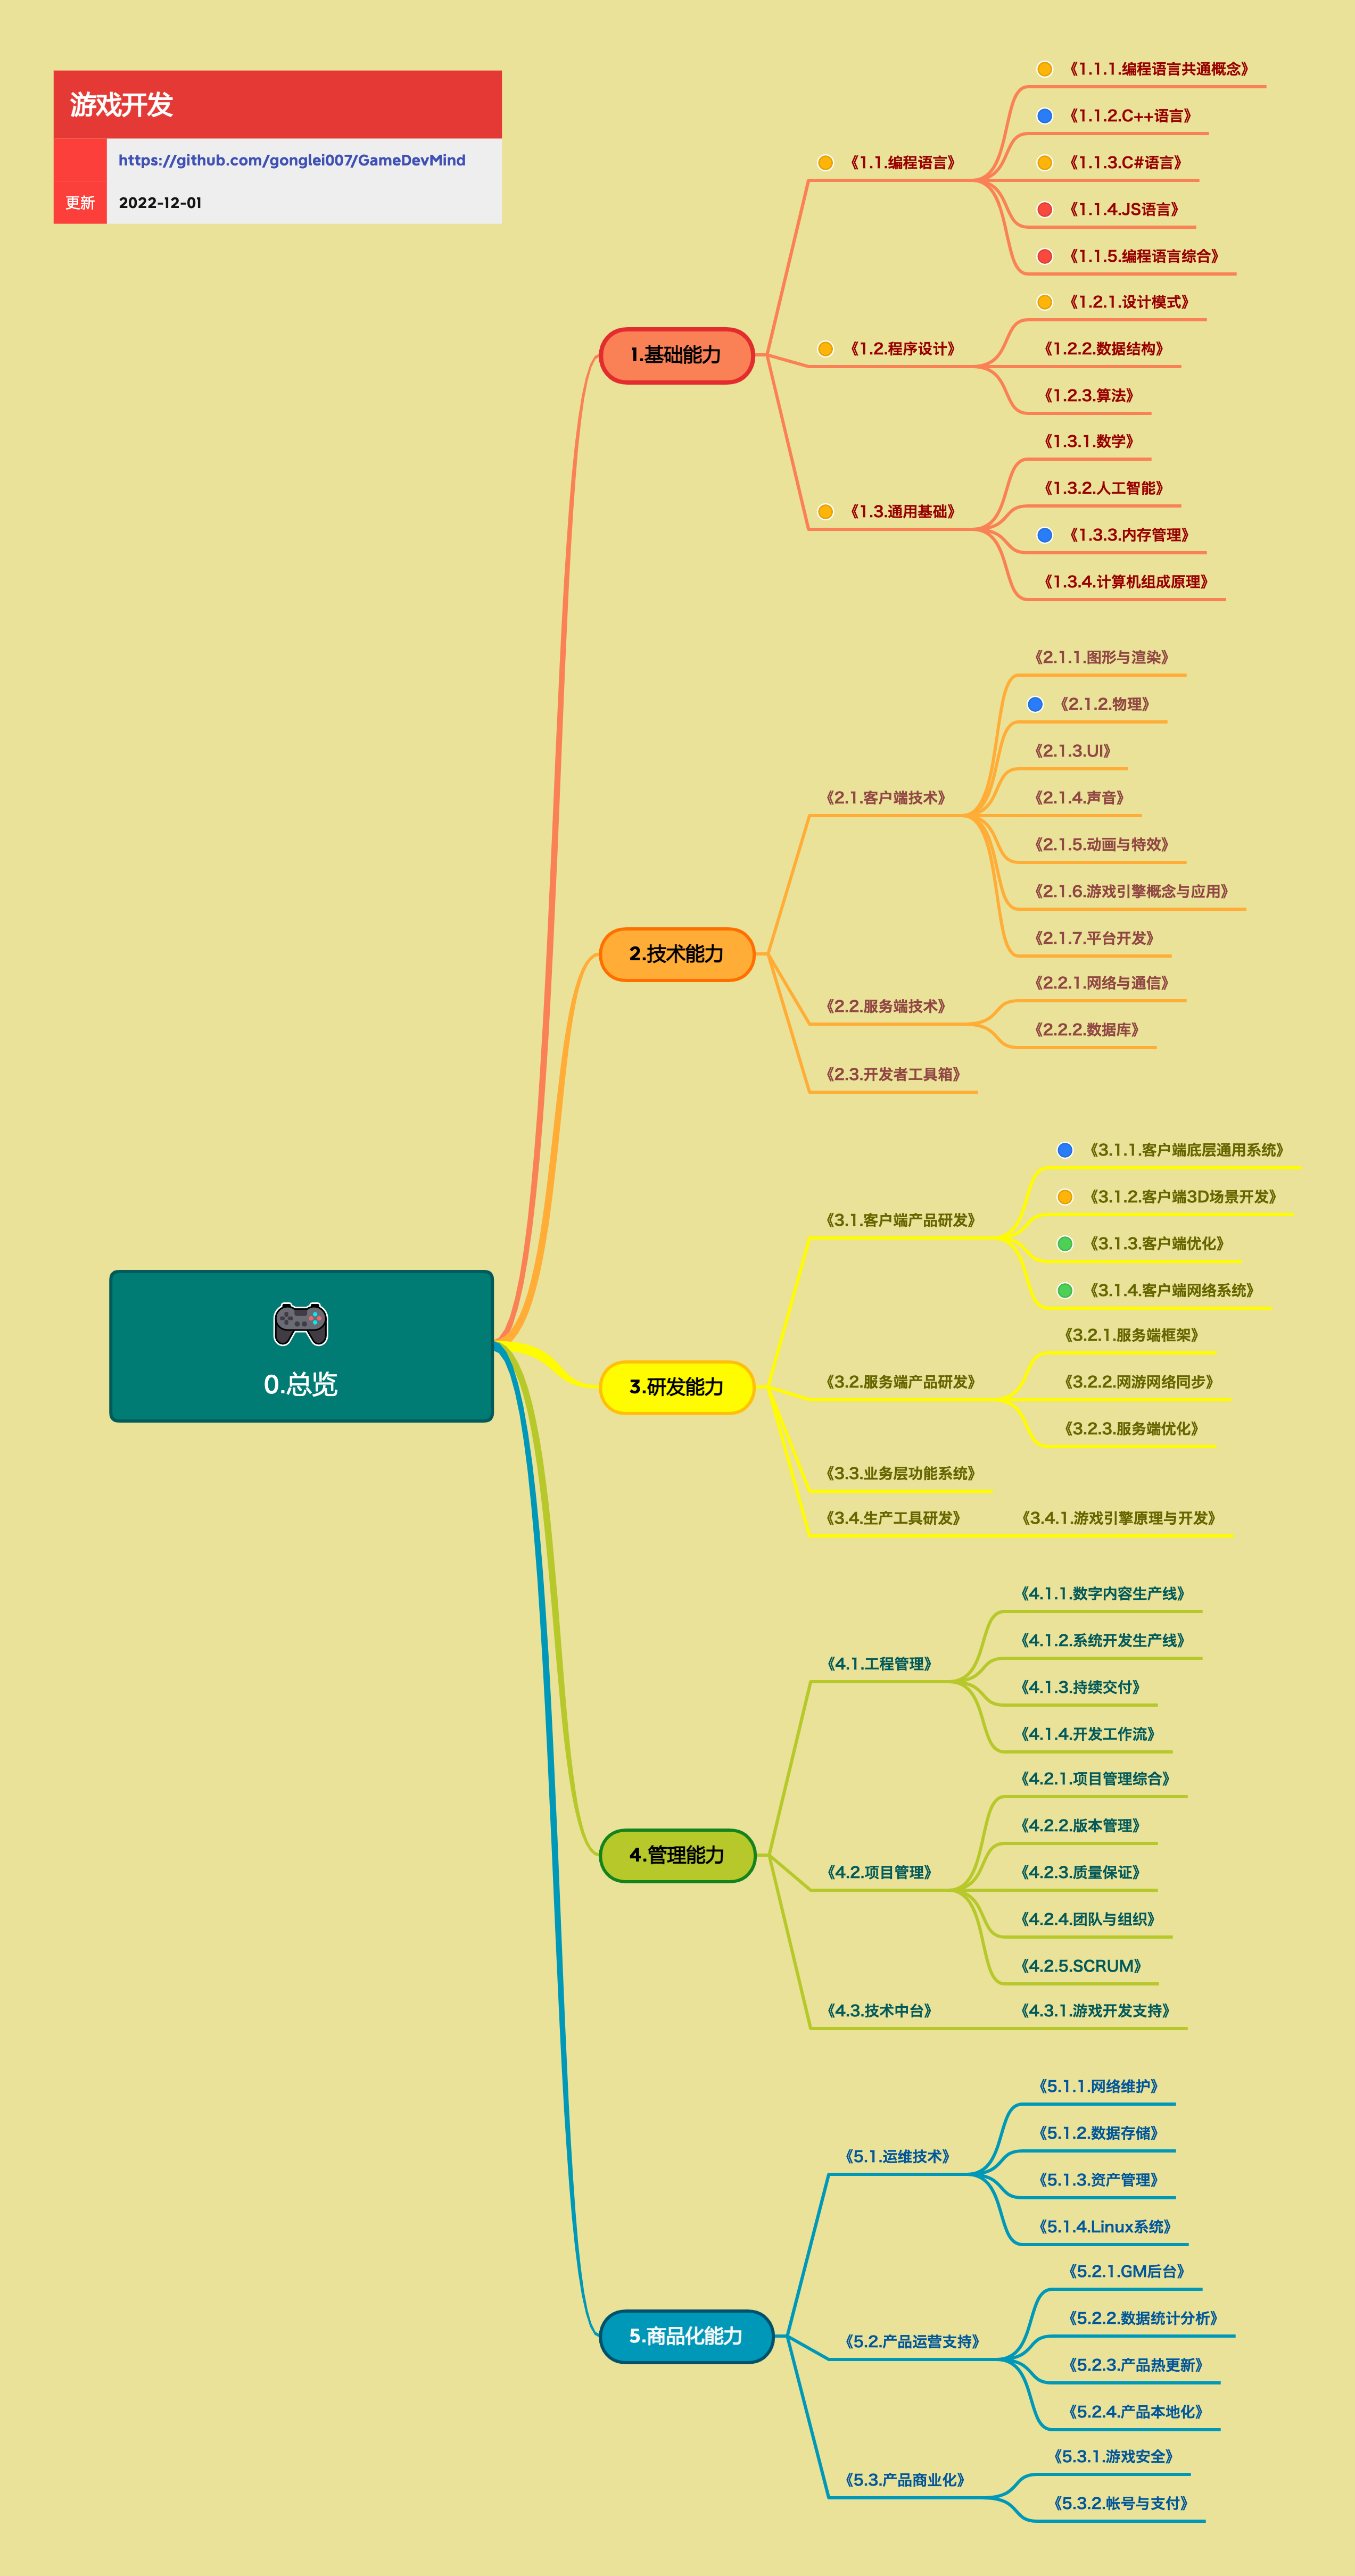 游戏开发
https://github.com/gonglei007/GameDevMind
更新 2022-12-01
0.总览
1.基础能力
《1.1.编程语言》
《1.1.1.编程语言共通概念》
《1.1.2.C++语言》
《1.1.3.C#语言》
《1.1.4.JS语言》
《1.1.5.编程语言综合》
《1.2.程序设计》
《1.2.1.设计模式》
《1.2.2.数据结构》
《1.2.3.算法》
《1.3.通用基础》
《1.3.1.数学》
《1.3.2.人工智能》
《1.3.3.内存管理》
《1.3.4.计算机组成原理》
2.技术能力
《2.1.客户端技术》
《2.1.1.图形与渲染》
《2.1.2.物理》
《2.1.3.UI》
《2.1.4.声音》
《2.1.5.动画与特效》
《2.1.6.游戏引擎概念与应用》
《2.1.7.平台开发》
《2.2.服务端技术》
《2.2.1.网络与通信》
《2.2.2.数据库》
《2.3.开发者工具箱》
3.研发能力
《3.1.客户端产品研发》
《3.1.1.客户端底层通用系统》
《3.1.2.客户端3D场景开发》
《3.1.3.客户端优化》
《3.1.4.客户端网络系统》
《3.2.服务端产品研发》
《3.2.1.服务端框架》
《3.2.2.网游网络同步》
《3.2.3.服务端优化》
《3.3.业务层功能系统》
《3.4.生产工具研发》
《3.4.1.游戏引擎原理与开发》
4.管理能力
《4.1.工程管理》
《4.1.1.数字内容生产线》
《4.1.2.系统开发生产线》
《4.1.3.持续交付》
《4.1.4.开发工作流》
《4.2.项目管理》
《4.2.1.项目管理综合》
《4.2.2.版本管理》
《4.2.3.质量保证》
《4.2.4.团队与组织》
《4.2.5.SCRUM》
《4.3.技术中台》
《4.3.1.游戏开发支持》
5.商品化能力
《5.1.运维技术》
《5.1.1.网络维护》
《5.1.2.数据存储》
《5.1.3.资产管理》
《5.1.4.Linux系统》
《5.2.产品运营支持》
《5.2.1.GM后台》
《5.2.2.数据统计分析》
《5.2.3.产品热更新》
《5.2.4.产品本地化》
《5.3.产品商业化》
《5.3.1.游戏安全》
《5.3.2.帐号与支付》